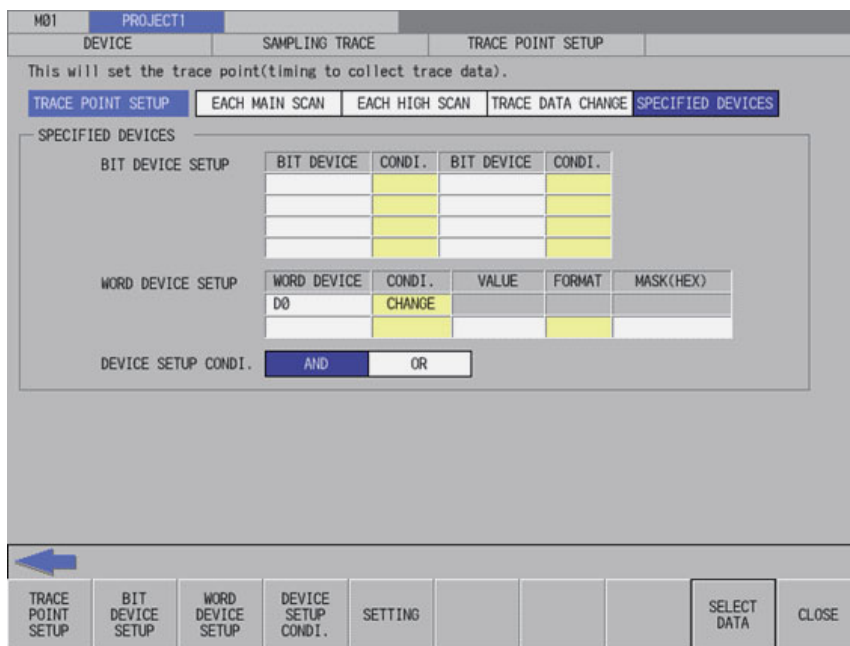 MØ1 PROJECT1
DEVICE SAMPLING TRACE TRACE POINT SETUP
This will set the trace point(timing to collect trace data).
TRACE POINT SETUP EACH MAIN SCAN EACH HIGH SCAN TRACE DATA CHANGE SPECIFIED DEVICES
SPECIFIED DEVICES
BIT DEVICE SETUP BIT DEVICE CONDI. BIT DEVICE CONDI.
WORD DEVICE SETUP WORD DEVICE CONDI. VALUE FORMAT MASK(HEX)
DØ CHANGE
DEVICE SETUP CONDI. AND OR
TRACE POINT SETUP BIT DEVICE SETUP WORD DEVICE SETUP DEVICE SETUP CONDI. SETTING SELECT DATA CLOSE